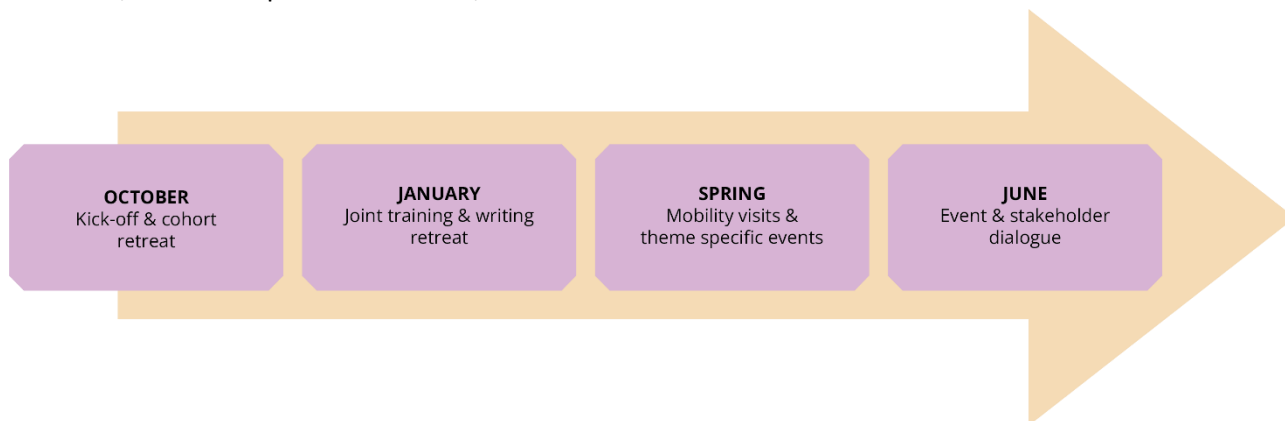 OCTOBER
Kick-off & cohort
retreat
JANUARY
Joint training & writing
retreat
SPRING
Mobility visits &
theme specific events
JUNE
Event & stakeholder
dialogue